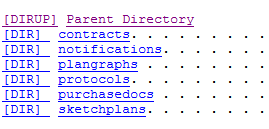 [DIRUP] Parent Directory
[DIR] contracts. . . . . . . . .
[DIR] notifications. . . . . . .
[DIR] plangraphs . . . . . . . .
[DIR] protocols. . . . . . . . .
[DIR] purchasedocs . . . . . . .
[DIR] sketchplans. . . . . . . .